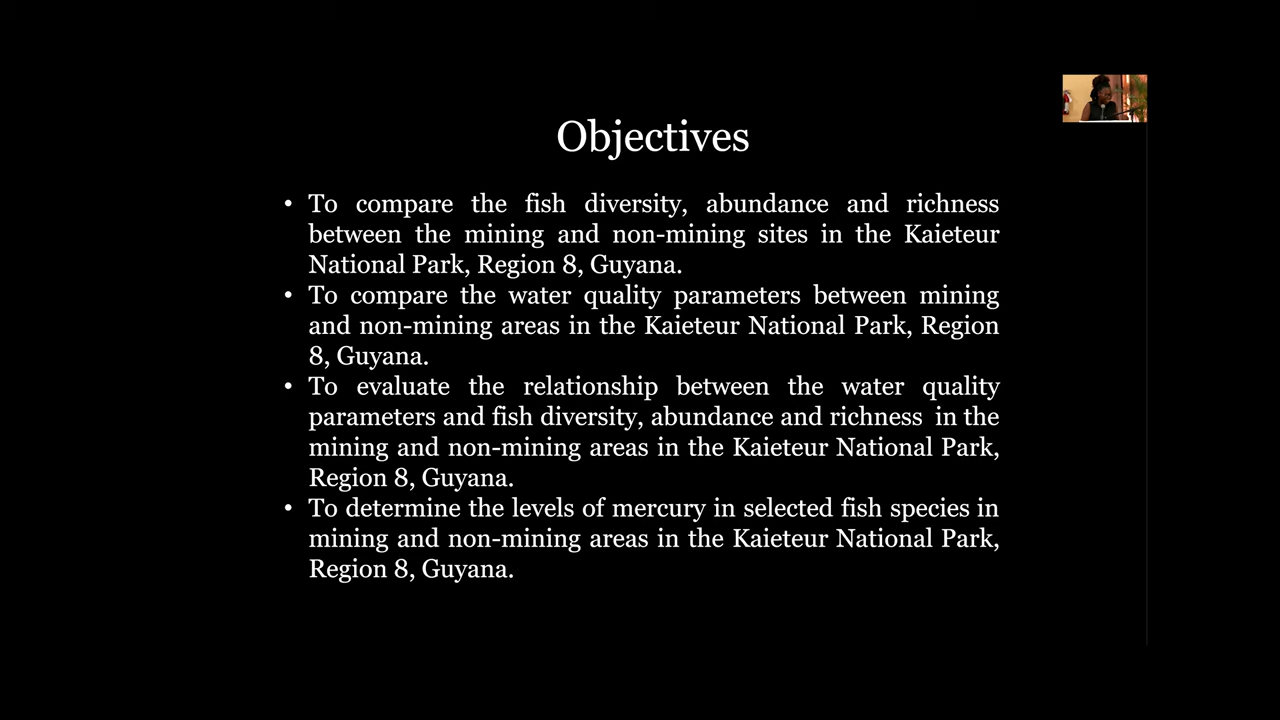 Objectives
• To compare the fish diversity, abundance and richness
between the mining and non-mining sites in the Kaieteur
National Park, Region 8, Guyana.
• To compare the water quality parameters between mining
and non-mining areas in the Kaieteur National Park, Region
8, Guyana.
• To evaluate the relationship between the water quality
parameters and fish diversity, abundance and richness in the
mining and non-mining areas in the Kaieteur National Park,
Region 8, Guyana.
• To determine the levels of mercury in selected fish species in
mining and non-mining areas in the Kaieteur National Park,
Region 8, Guyana.